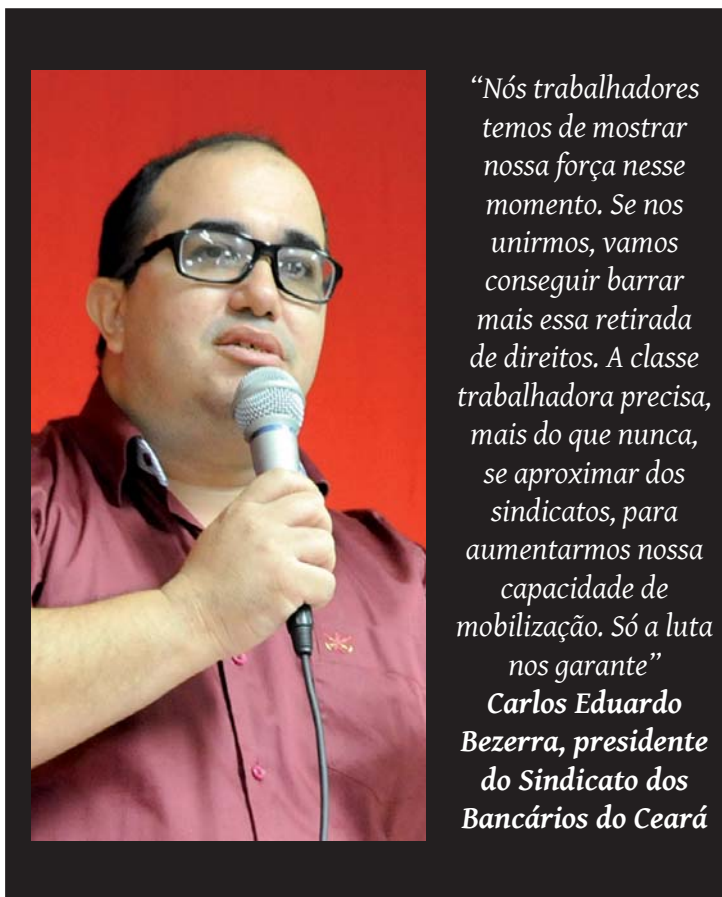 “Nós trabalhadores
temos de mostrar
nossa força nesse
momento. Se nos
unirmos, vamos
conseguir barrar
mais essa retirada
de direitos. A classe
trabalhadora precisa,
mais do que nunca,
se aproximar dos
sindicatos, para
aumentarmos nossa
capacidade de
mobilização. Só a luta
nos garante”
Carlos Eduardo
Bezerra, presidente
do Sindicato dos
Bancários do Ceará